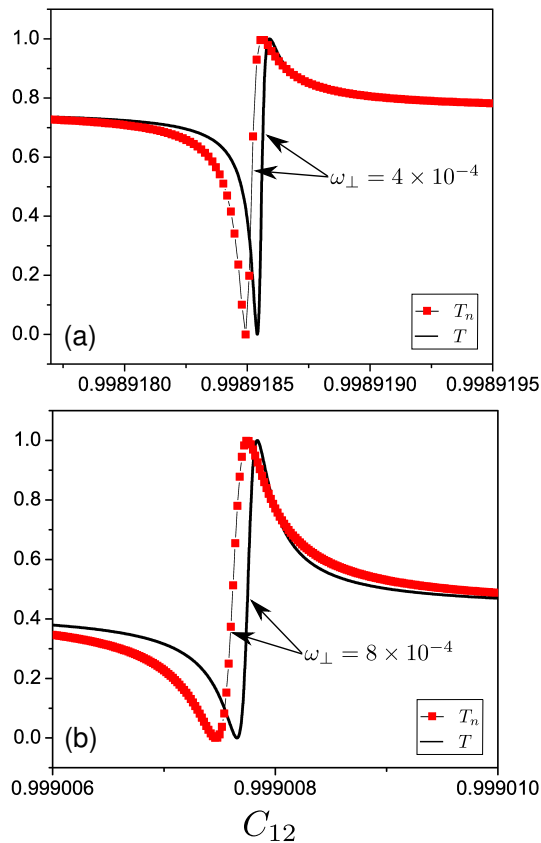 1.0
0.8
ω⊥ = 4 × 10⁻⁴
0.6
0.4
0.2
Tₙ
0.0
(a)
T
0.9989180 0.9989185 0.9989190 0.9989195
1.0
0.8
0.6
0.4
ω⊥ = 8 × 10⁻⁴
0.2
Tₙ
0.0
(b)
T
0.999006 0.999008 0.999010
C₁₂